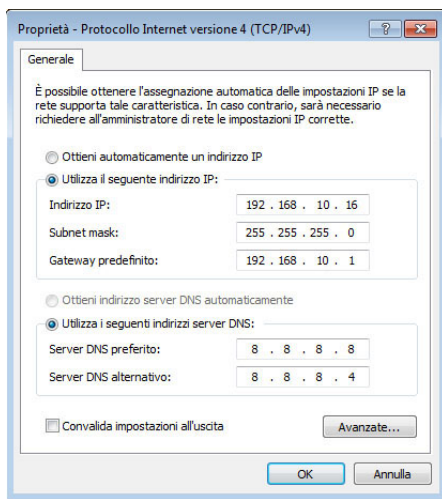 Proprietà - Protocollo Internet versione 4 (TCP/IPv4)
Generale
È possibile ottenere l'assegnazione automatica delle impostazioni IP se la
rete supporta tale caratteristica. In caso contrario, sarà necessario
richiedere all'amministratore di rete le impostazioni IP corrette.
Ottieni automaticamente un indirizzo IP
Utilizza il seguente indirizzo IP:
Indirizzo IP: 192 . 168 . 10 . 16
Subnet mask: 255 . 255 . 255 . 0
Gateway predefinito: 192 . 168 . 10 . 1
Ottieni indirizzo server DNS automaticamente
Utilizza i seguenti indirizzi server DNS:
Server DNS preferito: 8 . 8 . 8 . 8
Server DNS alternativo: 8 . 8 . 8 . 4
Convalida impostazioni all'uscita
Avanzate...
OK Annulla